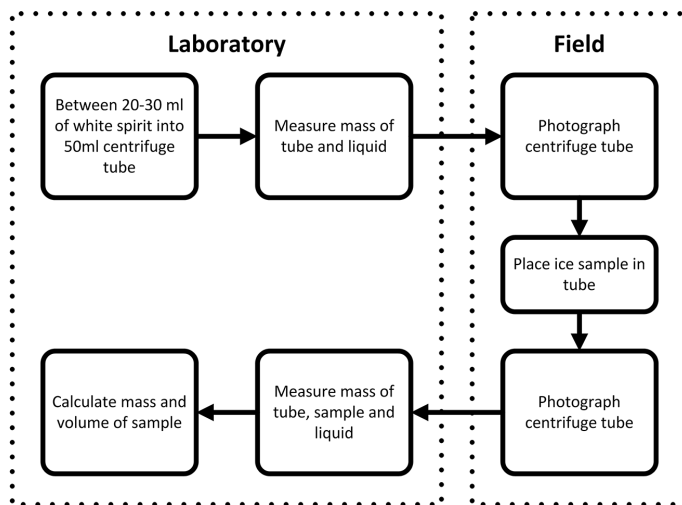 Laboratory
Field
Between 20-30 ml
of white spirit into
50ml centrifuge
tube
Measure mass of
tube and liquid
Photograph
centrifuge tube
Place ice sample in
tube
Photograph
centrifuge tube
Measure mass of
tube, sample and
liquid
Calculate mass and
volume of sample